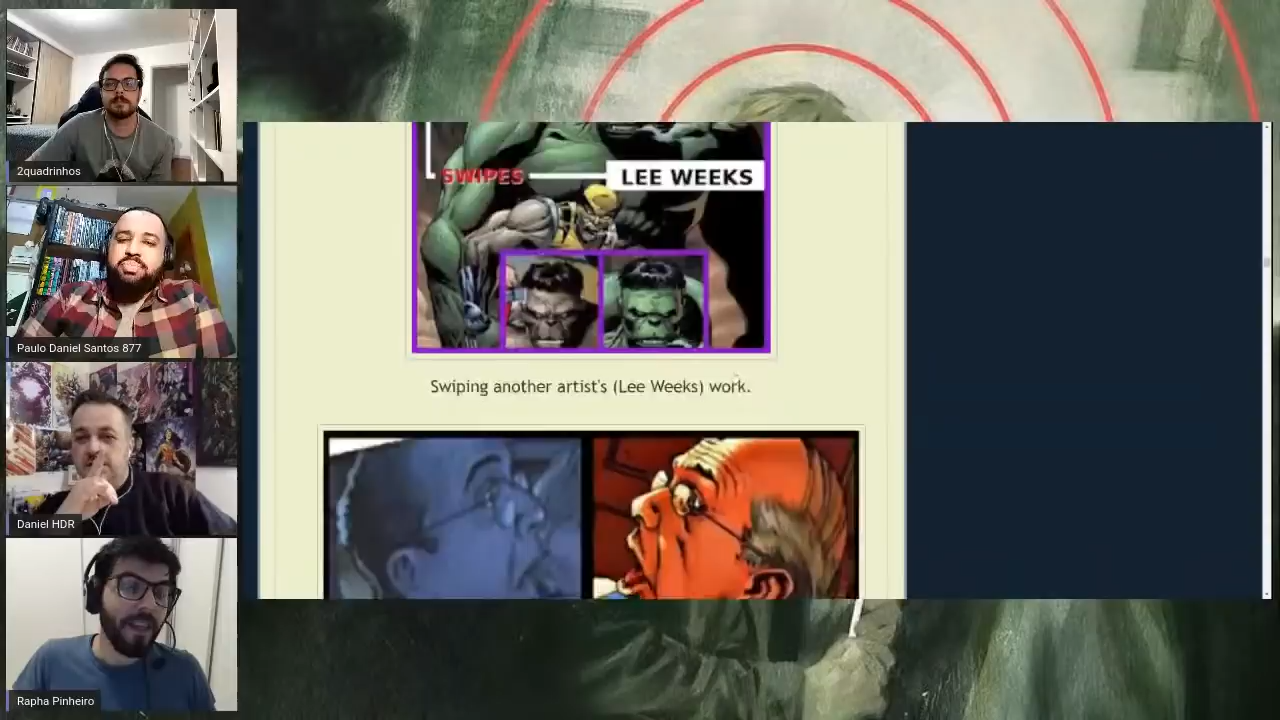 2quadrinhos
Paulo Daniel Santos 877
Daniel HDR
Rapha Pinheiro
SWIPES
LEE WEEKS
Swiping another artist's (Lee Weeks) work.